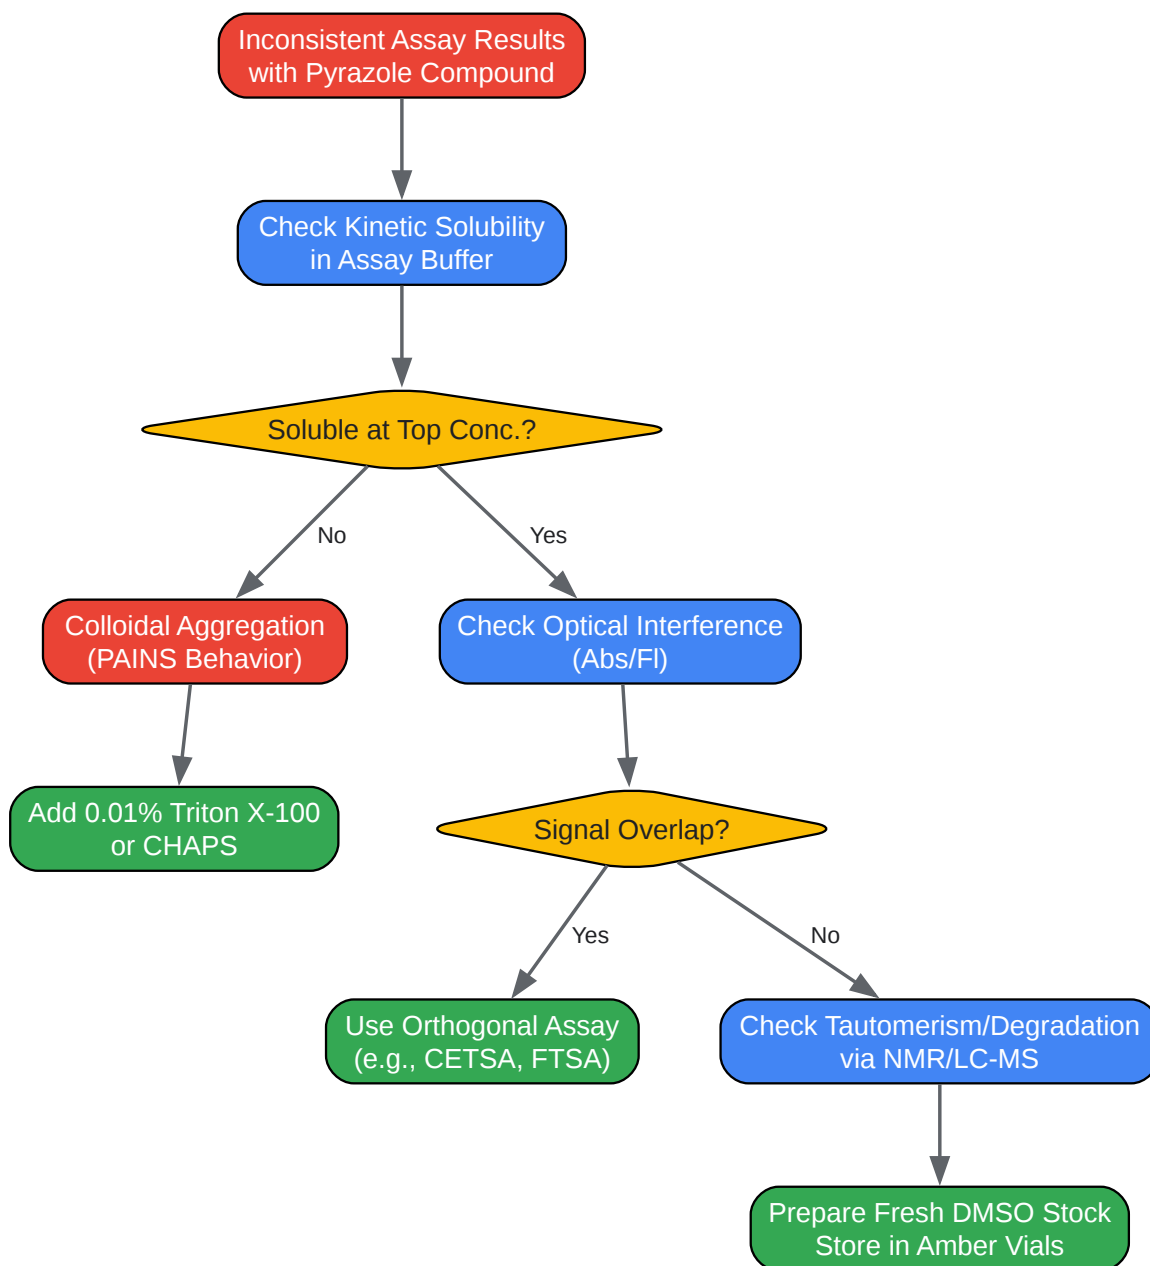 Inconsistent Assay Results
with Pyrazole Compound
Check Kinetic Solubility
in Assay Buffer
Soluble at Top Conc.?
No
Yes
Colloidal Aggregation
(PAINS Behavior)
Check Optical Interference
(Abs/Fl)
Add 0.01% Triton X-100
or CHAPS
Signal Overlap?
Yes
No
Use Orthogonal Assay
(e.g., CETSA, FTSA)
Check Tautomerism/Degradation
via NMR/LC-MS
Prepare Fresh DMSO Stock
Store in Amber Vials